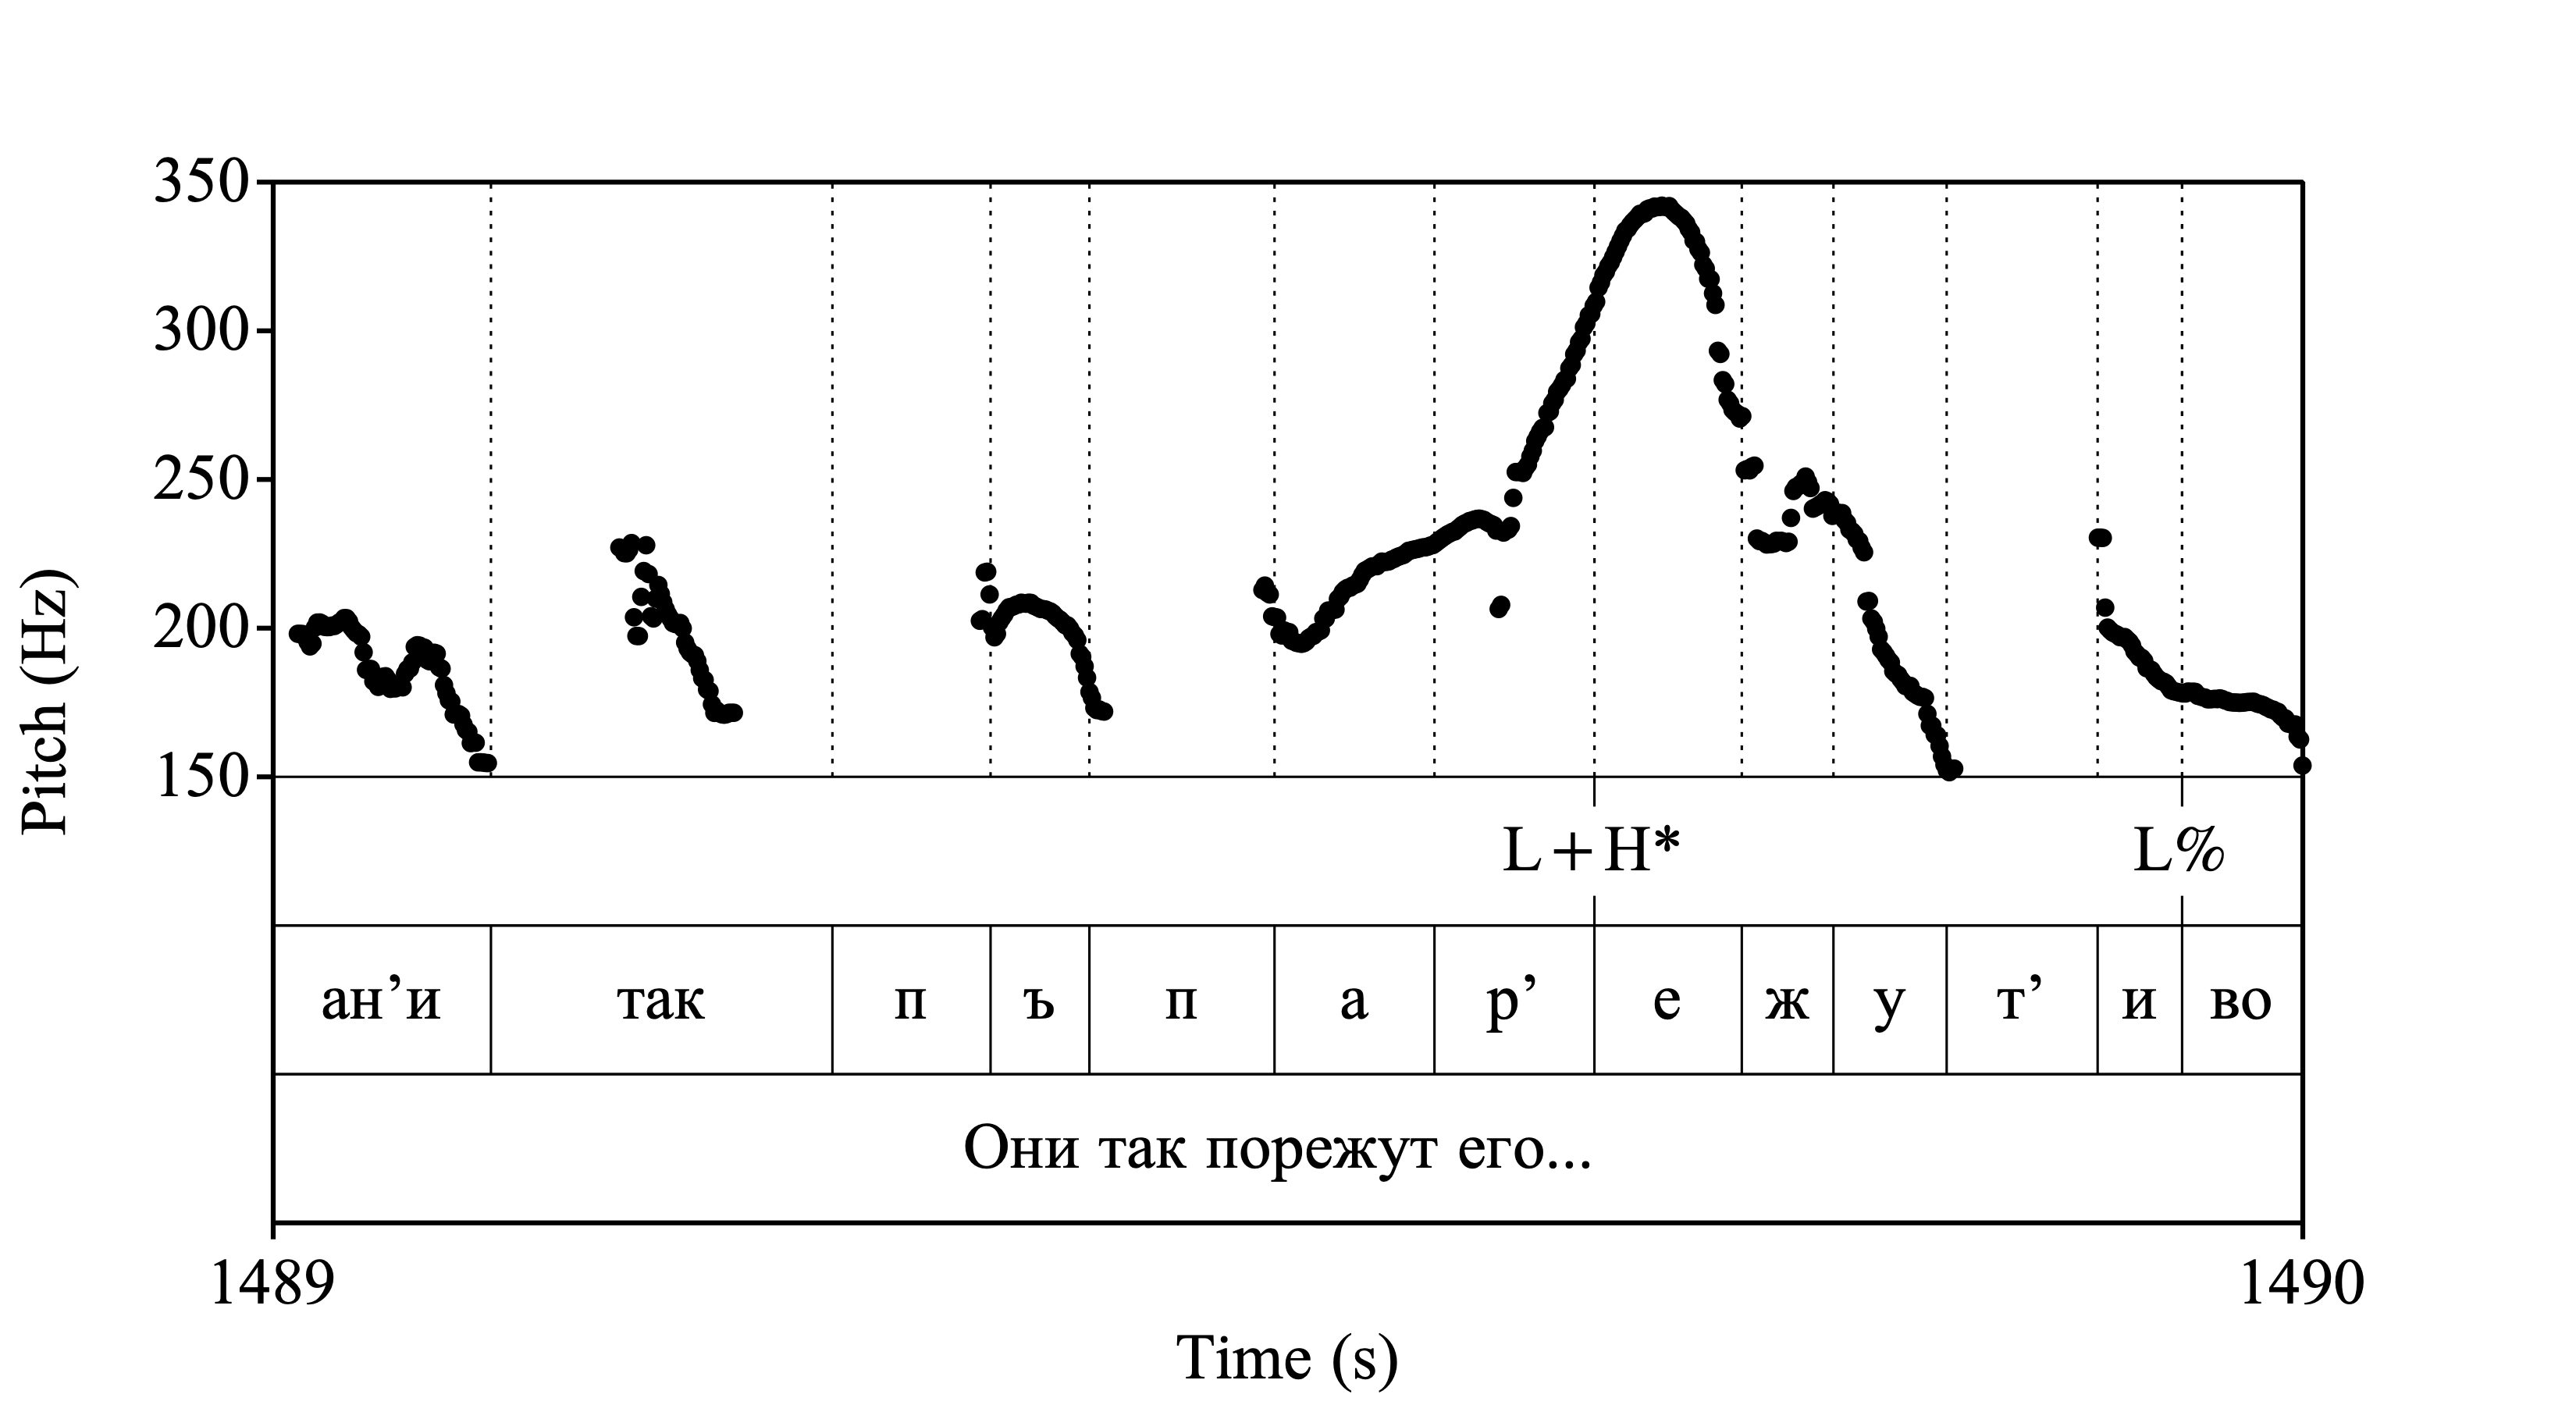 350
300
250
200
150
Pitch (Hz)
L+H* L%
ан’и так п ъ п а р’ е ж у т’ и во
Они так порежут его...
1489 1490
Time (s)